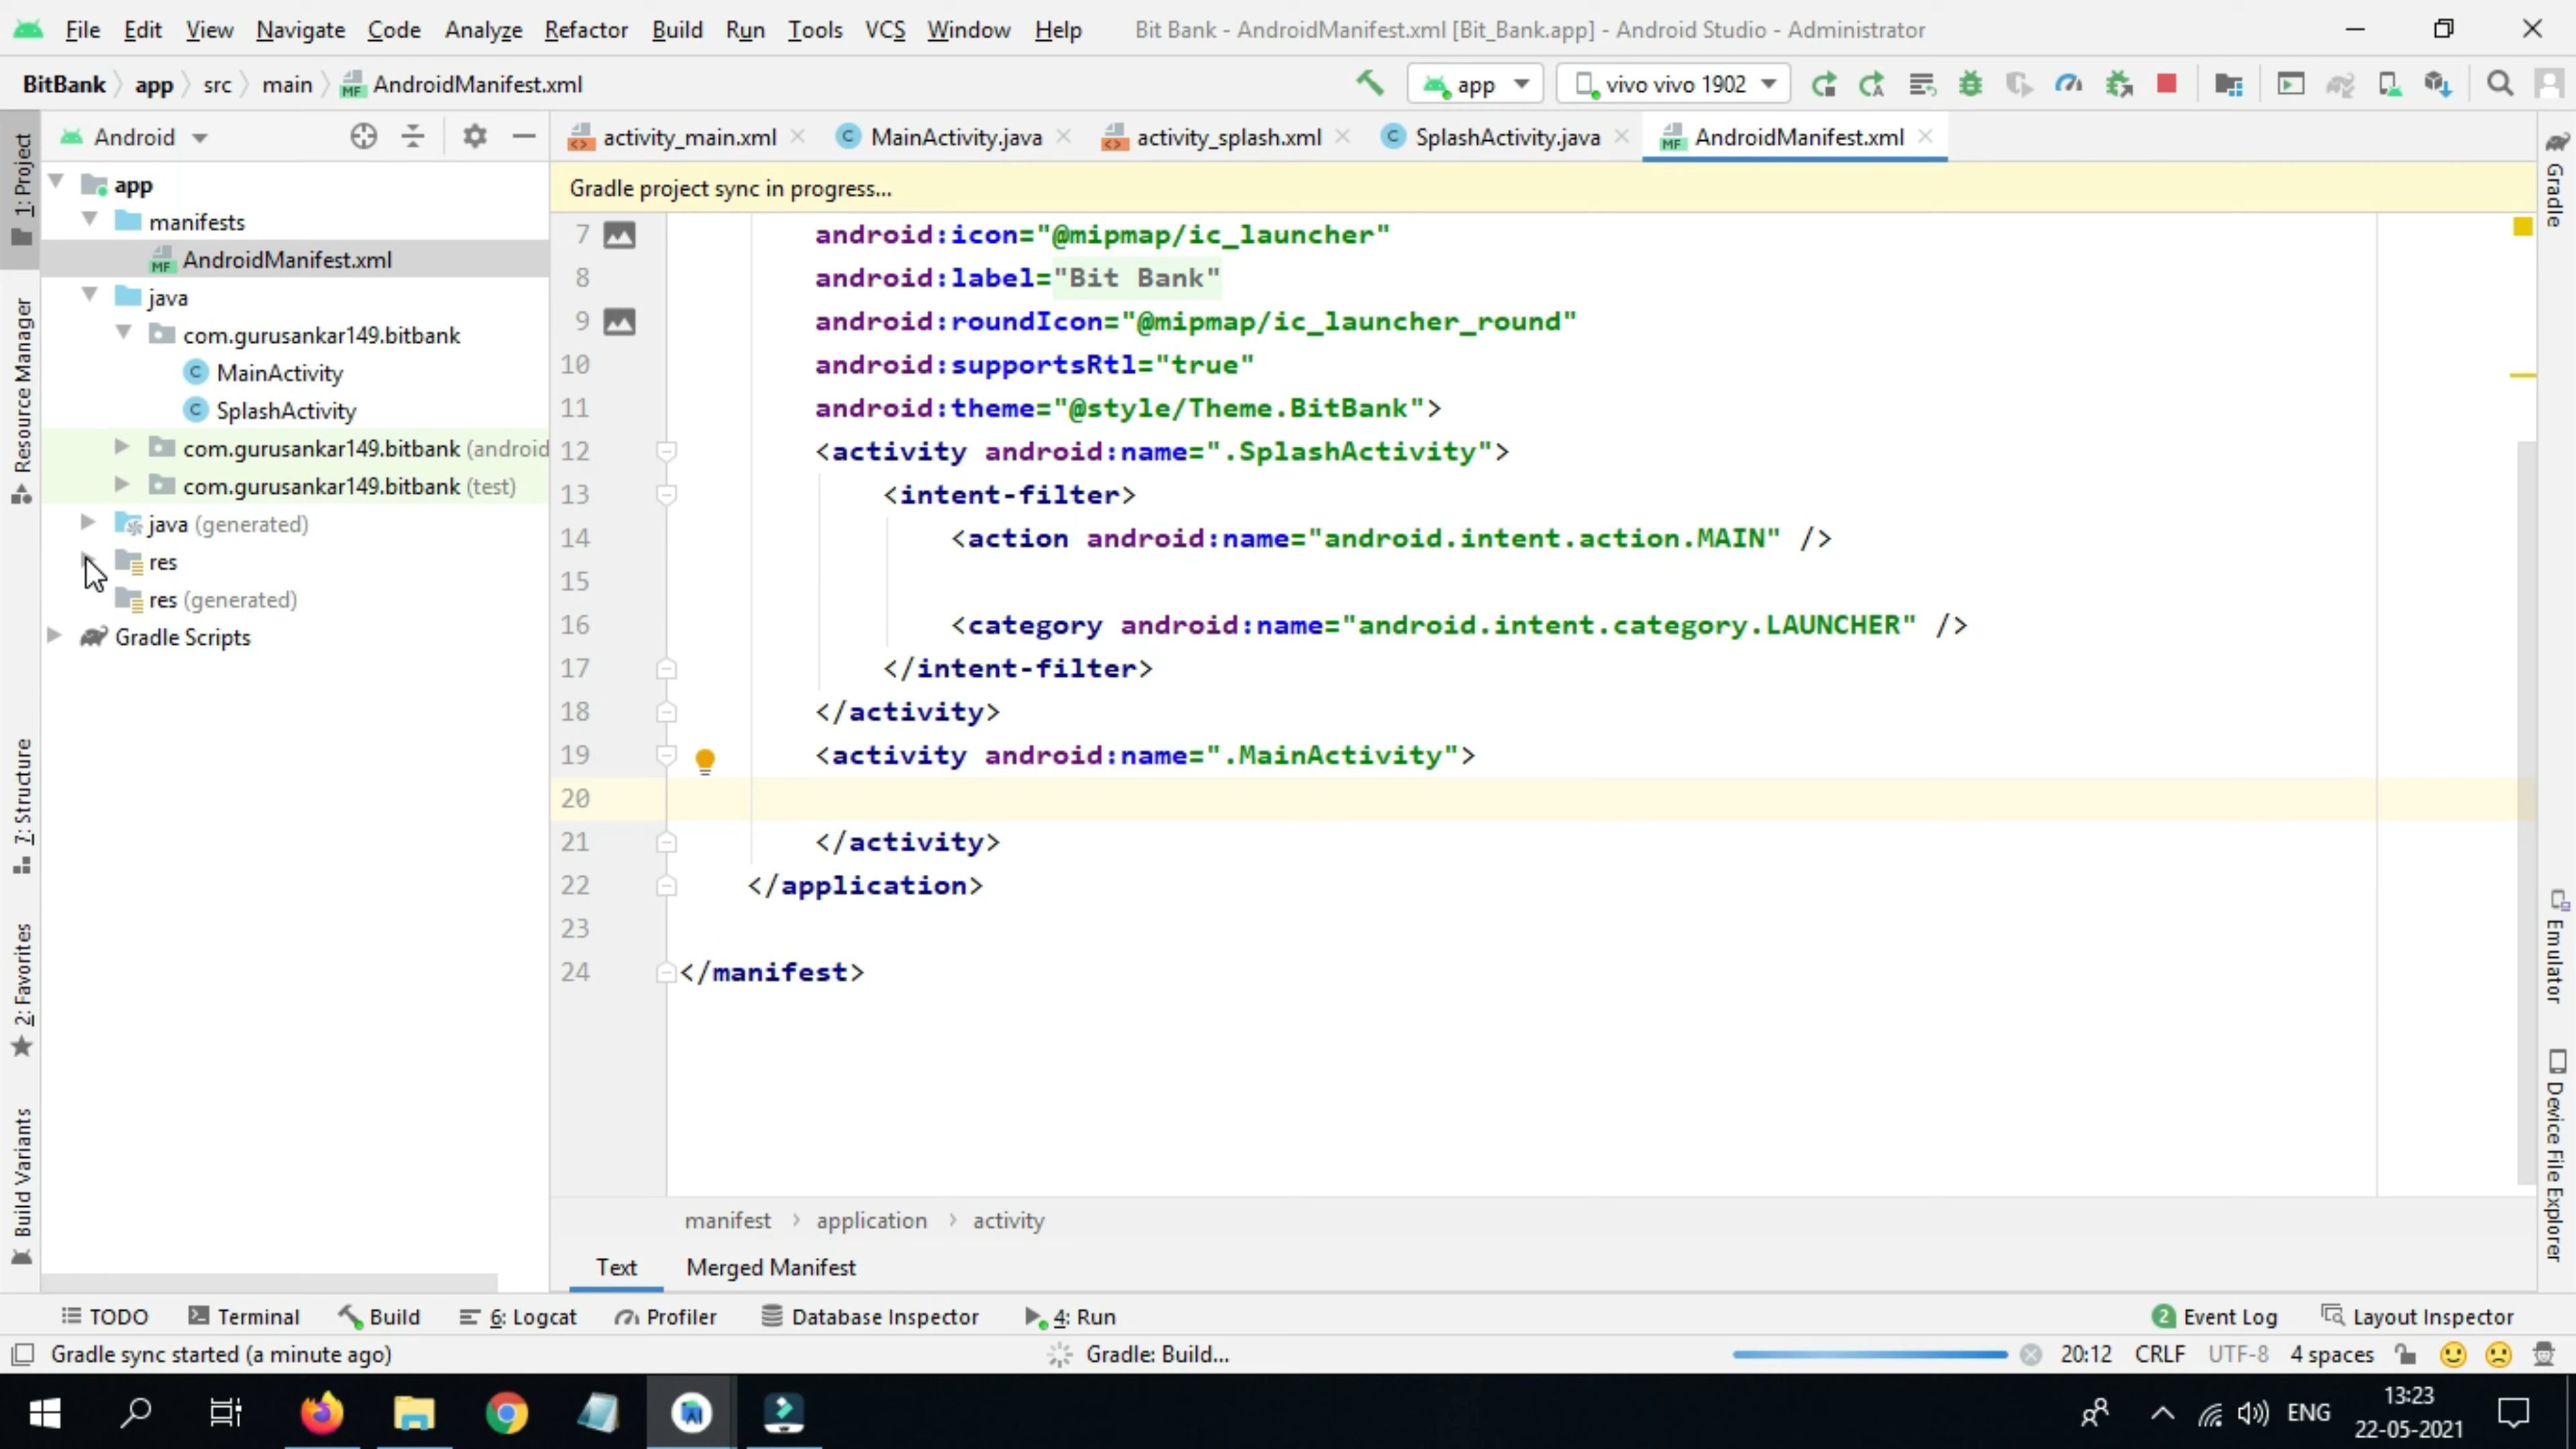 File Edit View Navigate Code Analyze Refactor Build Run Tools VCS Window Help Bit Bank - AndroidManifest.xml [Bit_Bank.app] - Android Studio - Administrator
BitBank app src main MF AndroidManifest.xml app vivo vivo 1902
1: Project
Resource Manager
7: Structure
2: Favorites
Build Variants
Android
app
manifests
MF AndroidManifest.xml
java
com.gurusankar149.bitbank
C MainActivity
C SplashActivity
com.gurusankar149.bitbank (android
com.gurusankar149.bitbank (test)
java (generated)
res
res (generated)
Gradle Scripts
activity_main.xml C MainActivity.java activity_splash.xml C SplashActivity.java MF AndroidManifest.xml
Gradle project sync in progress...
7 android:icon="@mipmap/ic_launcher"
8 android:label="Bit Bank"
9 android:roundIcon="@mipmap/ic_launcher_round"
10 android:supportsRtl="true"
11 android:theme="@style/Theme.BitBank">
12 <activity android:name=".SplashActivity">
13 <intent-filter>
14 <action android:name="android.intent.action.MAIN" />
15
16 <category android:name="android.intent.category.LAUNCHER" />
17 </intent-filter>
18 </activity>
19 <activity android:name=".MainActivity">
20
21 </activity>
22 </application>
23
24 </manifest>
manifest › application › activity
Text Merged Manifest
Gradle
Emulator
Device File Explorer
TODO Terminal Build 6: Logcat Profiler Database Inspector 4: Run 2 Event Log Layout Inspector
Gradle sync started (a minute ago) Gradle: Build... 20:12 CRLF UTF-8 4 spaces
ENG 13:23
22-05-2021